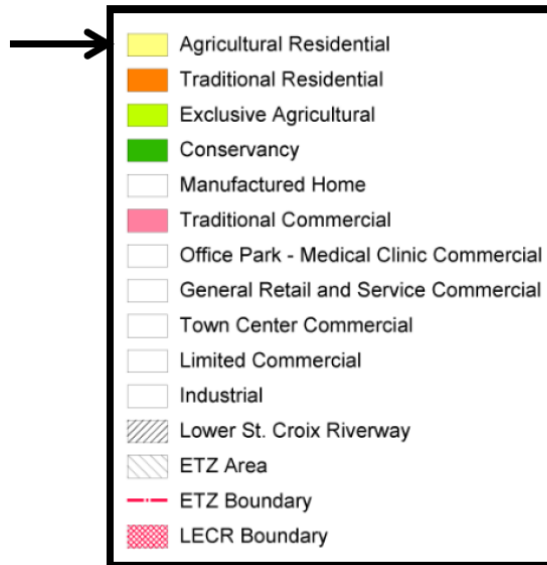 Agricultural Residential
Traditional Residential
Exclusive Agricultural
Conservancy
Manufactured Home
Traditional Commercial
Office Park - Medical Clinic Commercial
General Retail and Service Commercial
Town Center Commercial
Limited Commercial
Industrial
Lower St. Croix Riverway
ETZ Area
ETZ Boundary
LECR Boundary